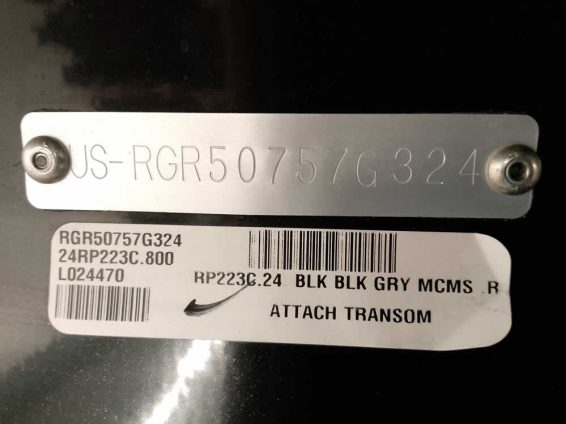 US-RGR50757G324
RGR50757G324
24RP223C.800
L024470
RP223C.24 BLK BLK GRY MCMS .R
ATTACH TRANSOM